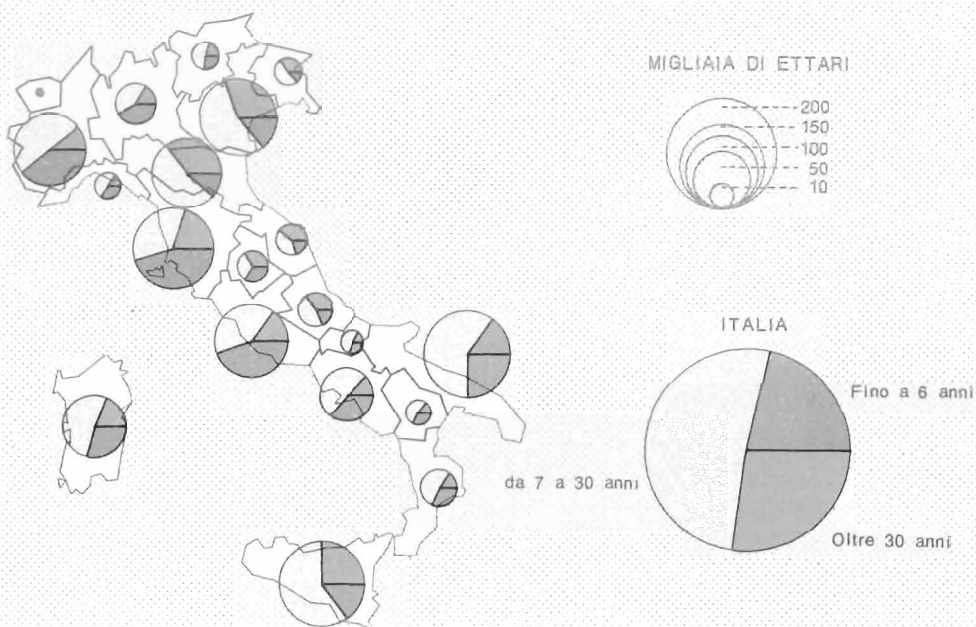 MIGLIAIA DI ETTARI
200
150
100
50
10
ITALIA
Fino a 6 anni
da 7 a 30 anni
Oltre 30 anni